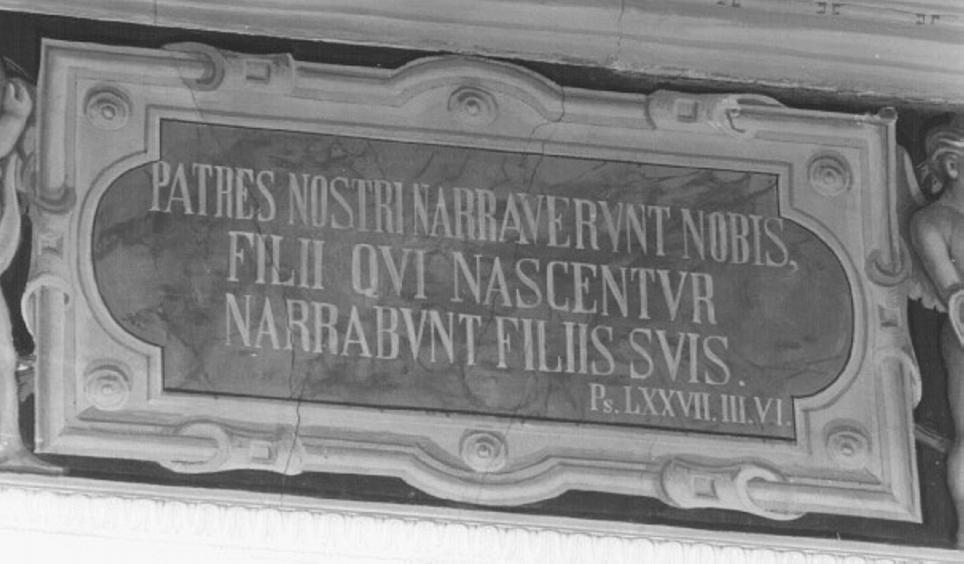 PATRES NOSTRI NARRAVERVNT NOBIS,
FILII QVI NASCENTVR
NARRABVNT FILIIS SVIS.
Ps. LXXVII. III. VI.